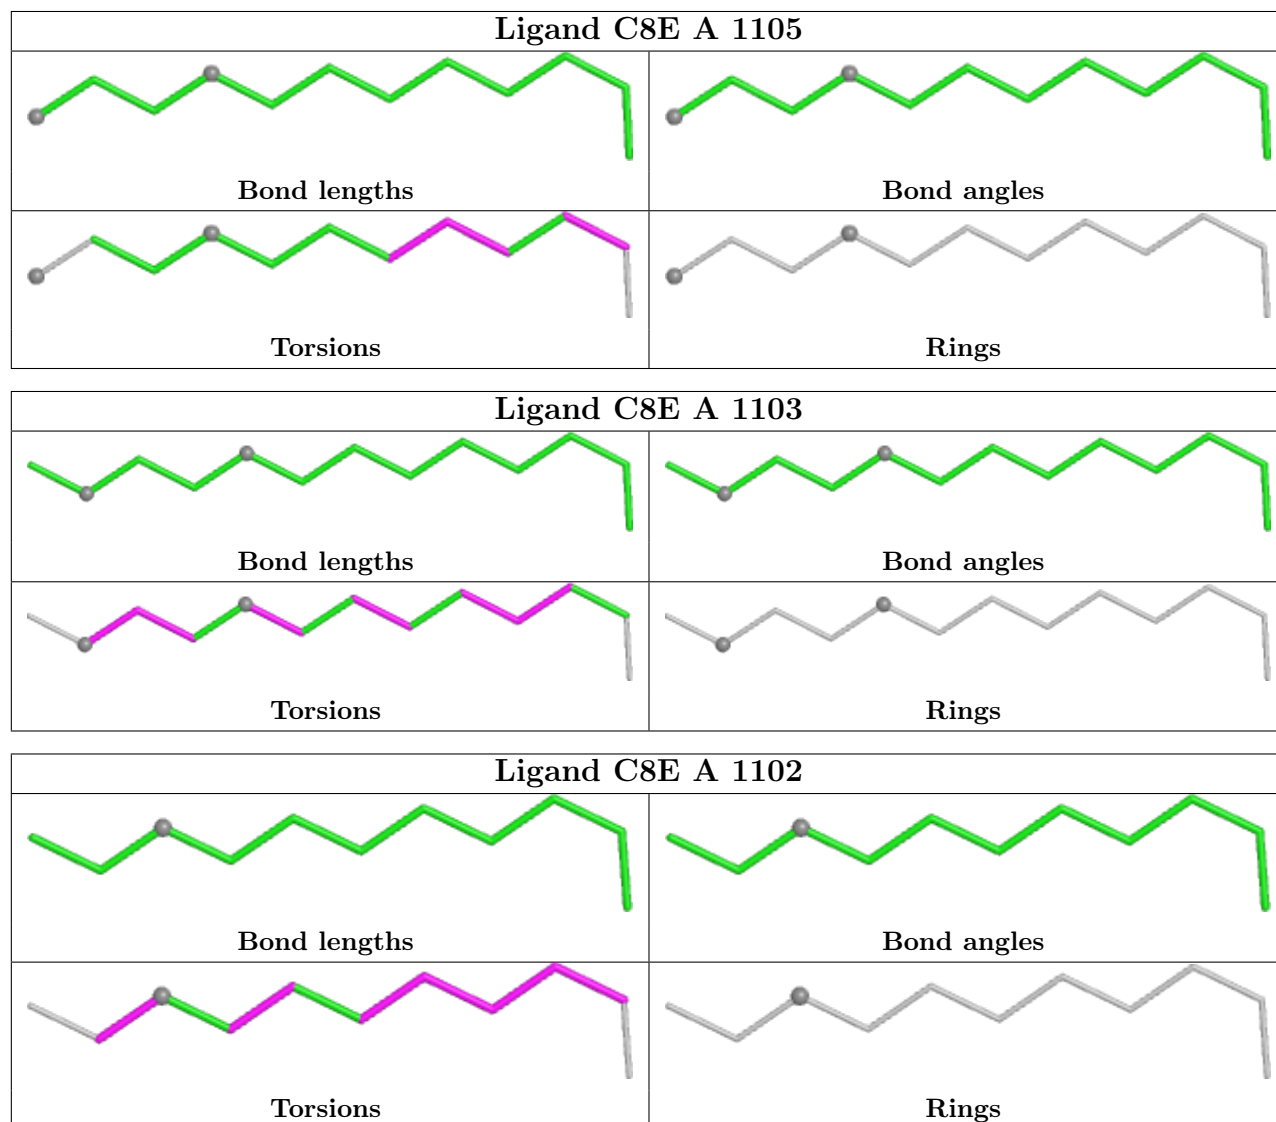 Ligand C8E A 1105
Bond lengths
Bond angles
Torsions
Rings
Ligand C8E A 1103
Bond lengths
Bond angles
Torsions
Rings
Ligand C8E A 1102
Bond lengths
Bond angles
Torsions
Rings